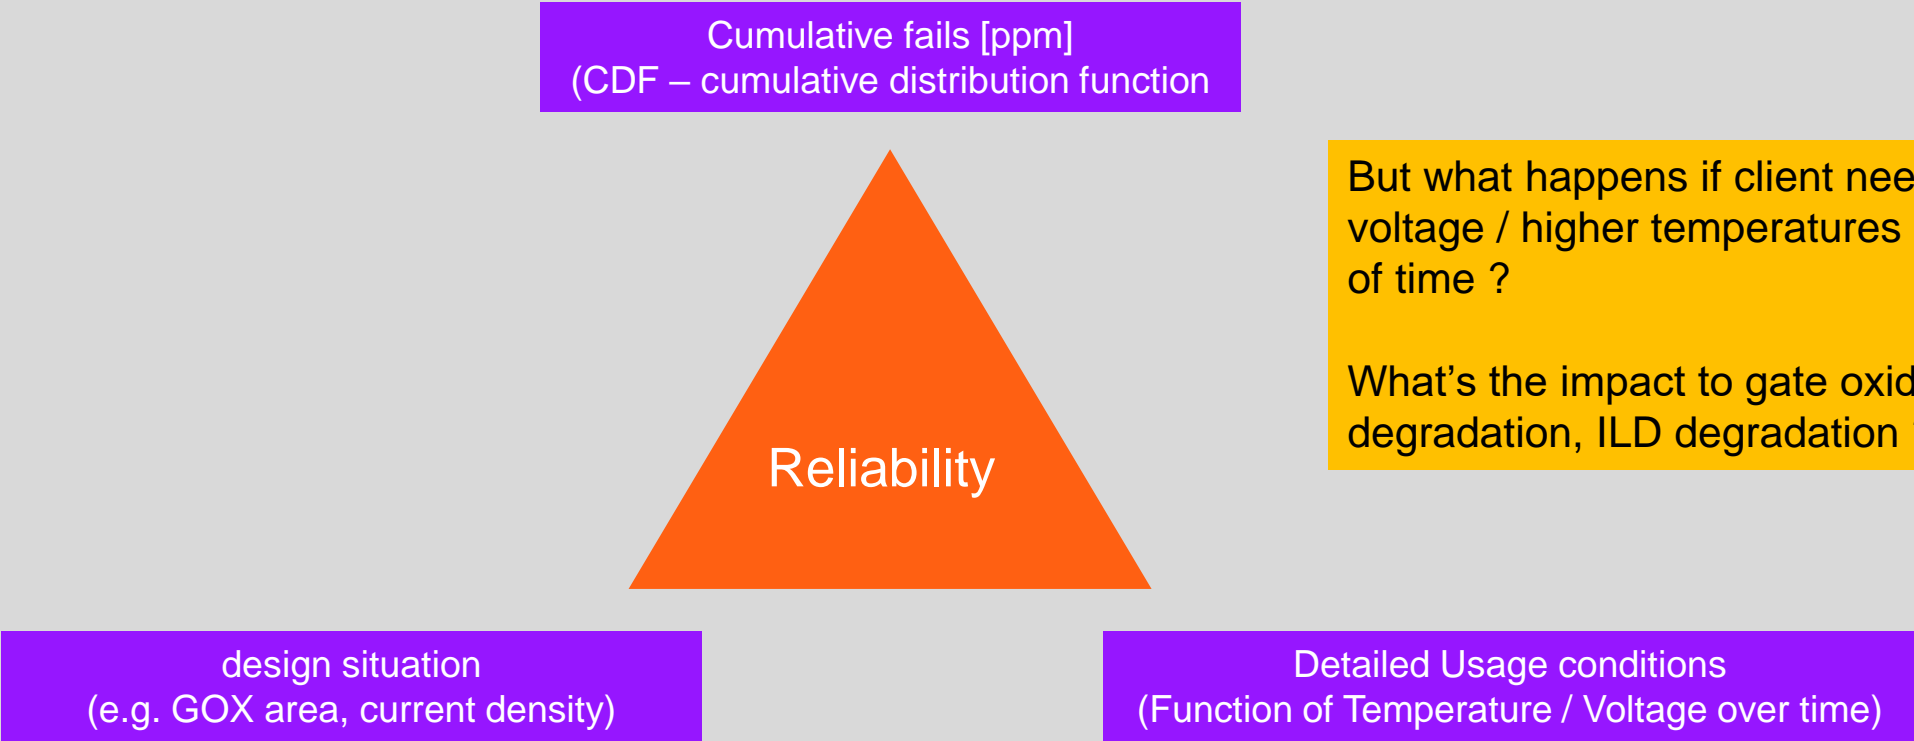 Cumulative fails [ppm]
(CDF – cumulative distribution function
But what happens if client
voltage / higher temperatures
of time ?
What's the impact to gate
degradation, ILD degradation
Reliability
design situation
(e.g. GOX area, current density)
Detailed Usage conditions
(Function of Temperature / Voltage over time)